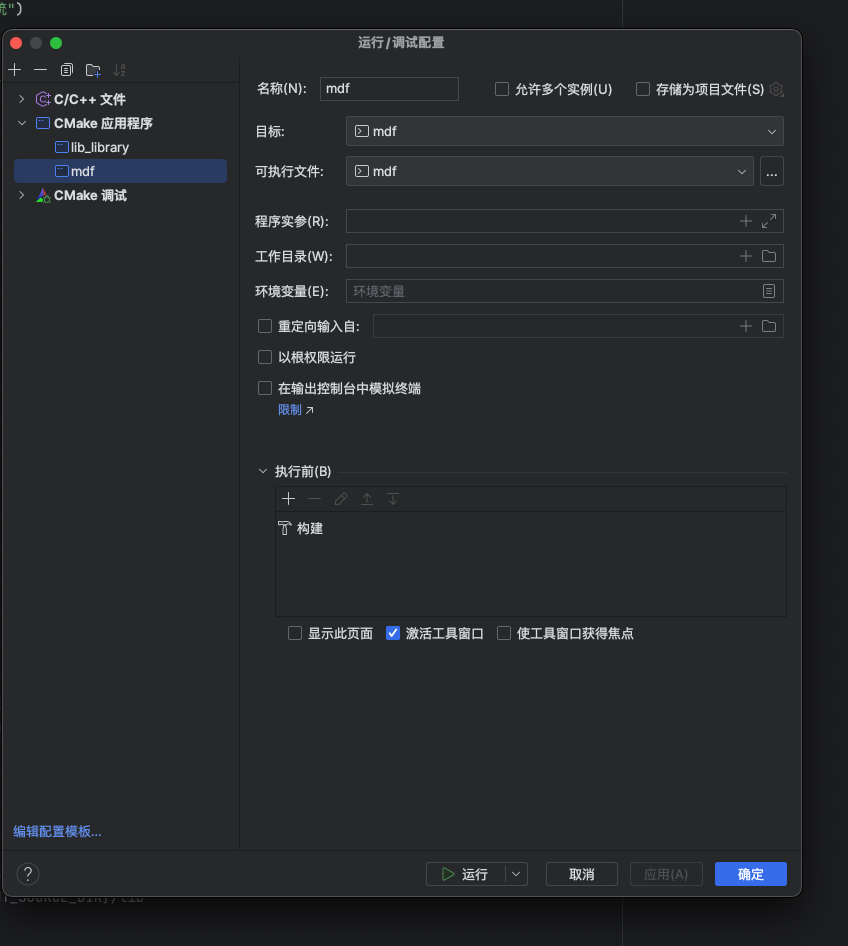 统")
运行/调试配置
C/C++ 文件
CMake 应用程序
lib_library
mdf
CMake 调试
编辑配置模板...
名称(N): mdf 允许多个实例(U) 存储为项目文件(S)
目标: mdf
可执行文件: mdf ...
程序实参(R):
工作目录(W):
环境变量(E): 环境变量
重定向输入自:
以根权限运行
在输出控制台中模拟终端
限制
执行前(B)
构建
显示此页面 激活工具窗口 使工具窗口获得焦点
? 运行 取消 应用(A) 确定
T_SOURCE_DIR}/lib